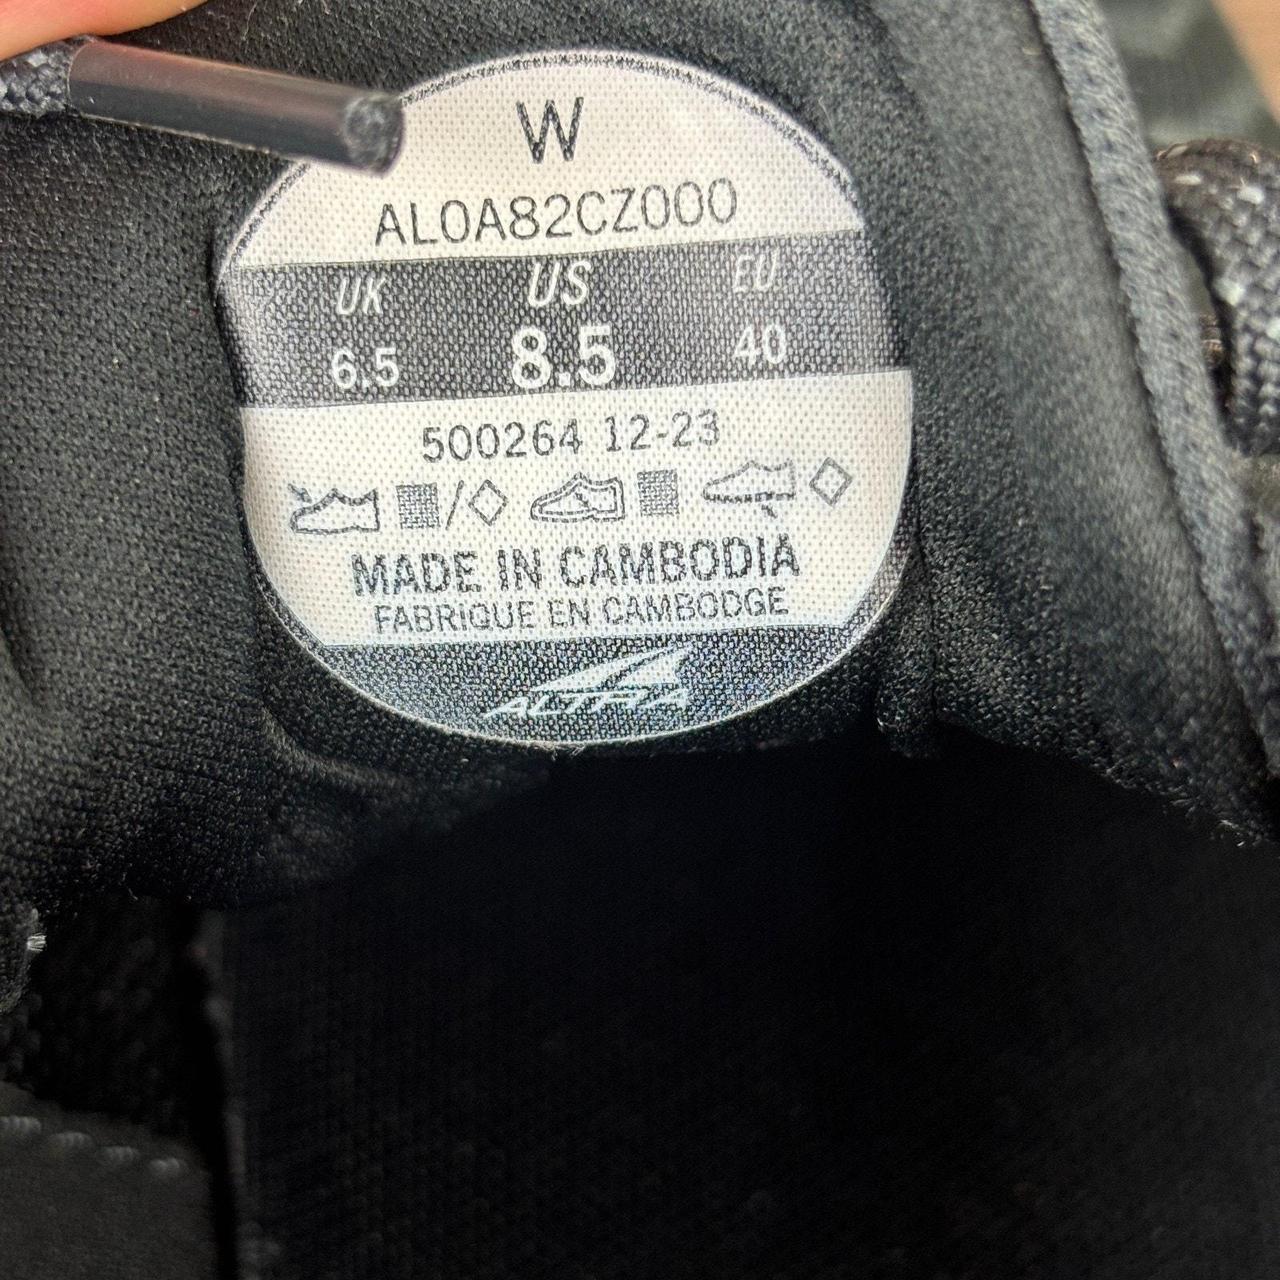 W
AL0A82CZ000
UK US EU
6.5 8.5 40
500264 12-23
MADE IN CAMBODIA
FABRIQUE EN CAMBODGE
ALTRA